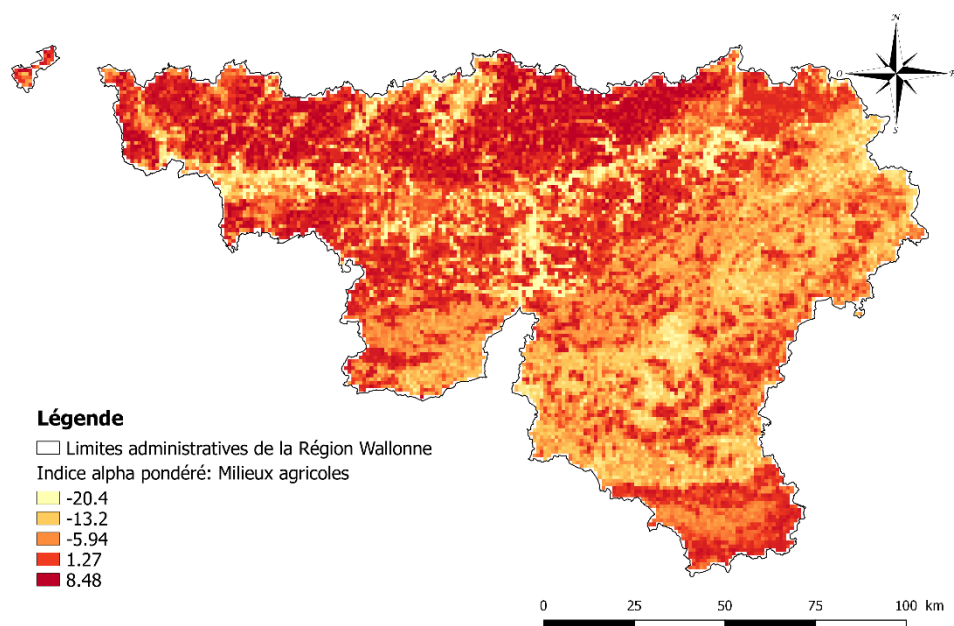 N
O
E
S
Légende
Limites administratives de la Région Wallonne
Indice alpha pondéré: Milieux agricoles
-20.4
-13.2
-5.94
1.27
8.48
0 25 50 75 100 km